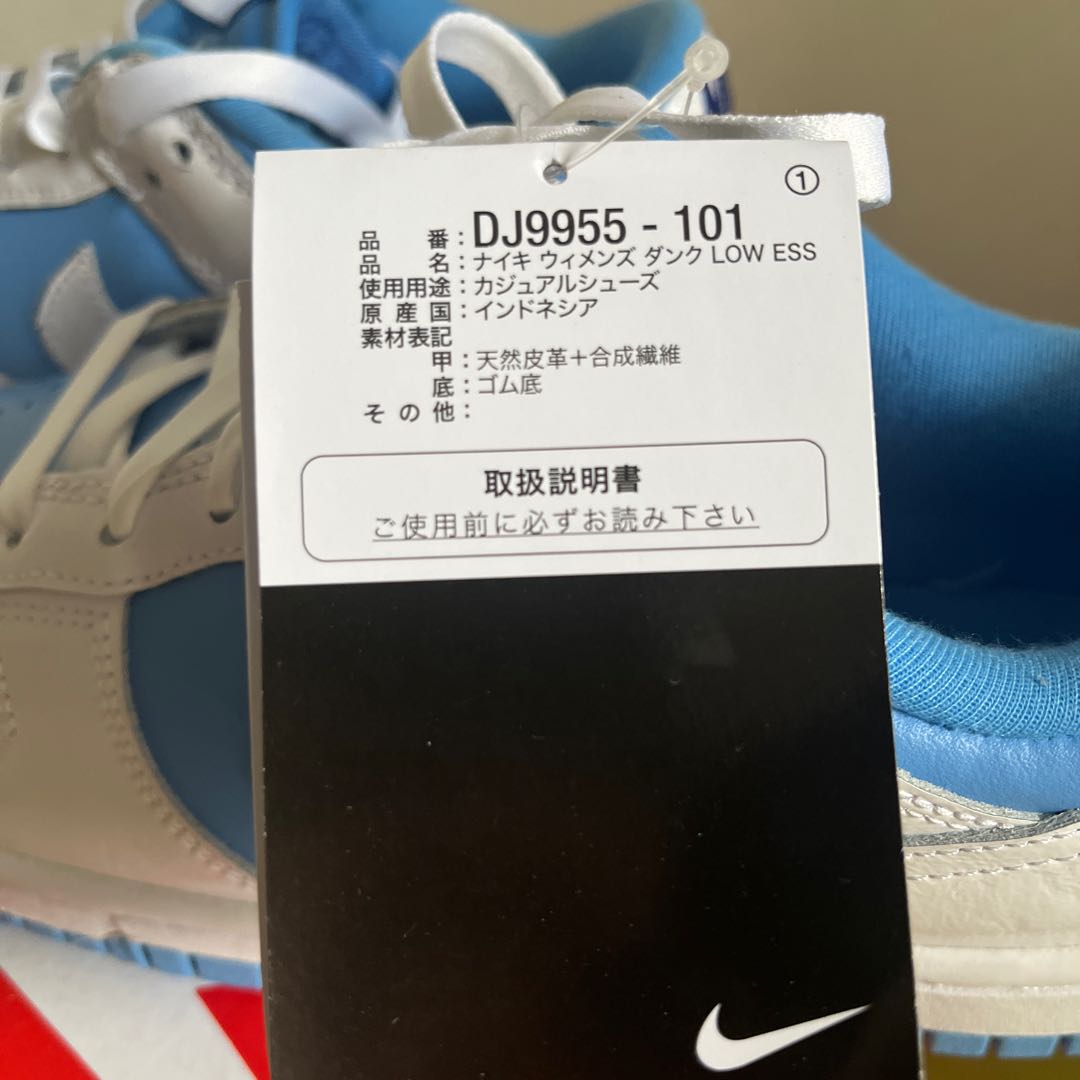 ①
品番：DJ9955 - 101
品名：ナイキ ウィメンズ ダンク LOW ESS
使用用途：カジュアルシューズ
原産国：インドネシア
素材表記
甲：天然皮革＋合成繊維
底：ゴム底
その他：
取扱説明書
ご使用前に必ずお読み下さい